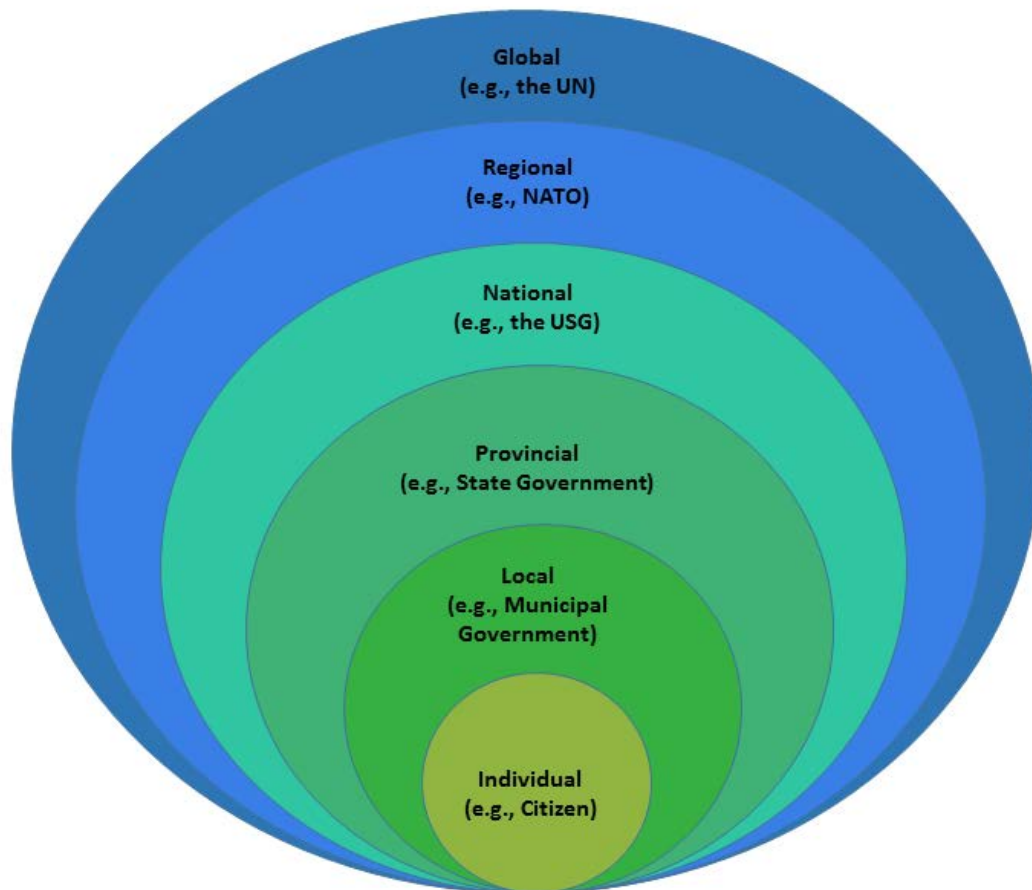 Global
(e.g., the UN)
Regional
(e.g., NATO)
National
(e.g., the USG)
Provincial
(e.g., State Government)
Local
(e.g., Municipal
Government)
Individual
(e.g., Citizen)